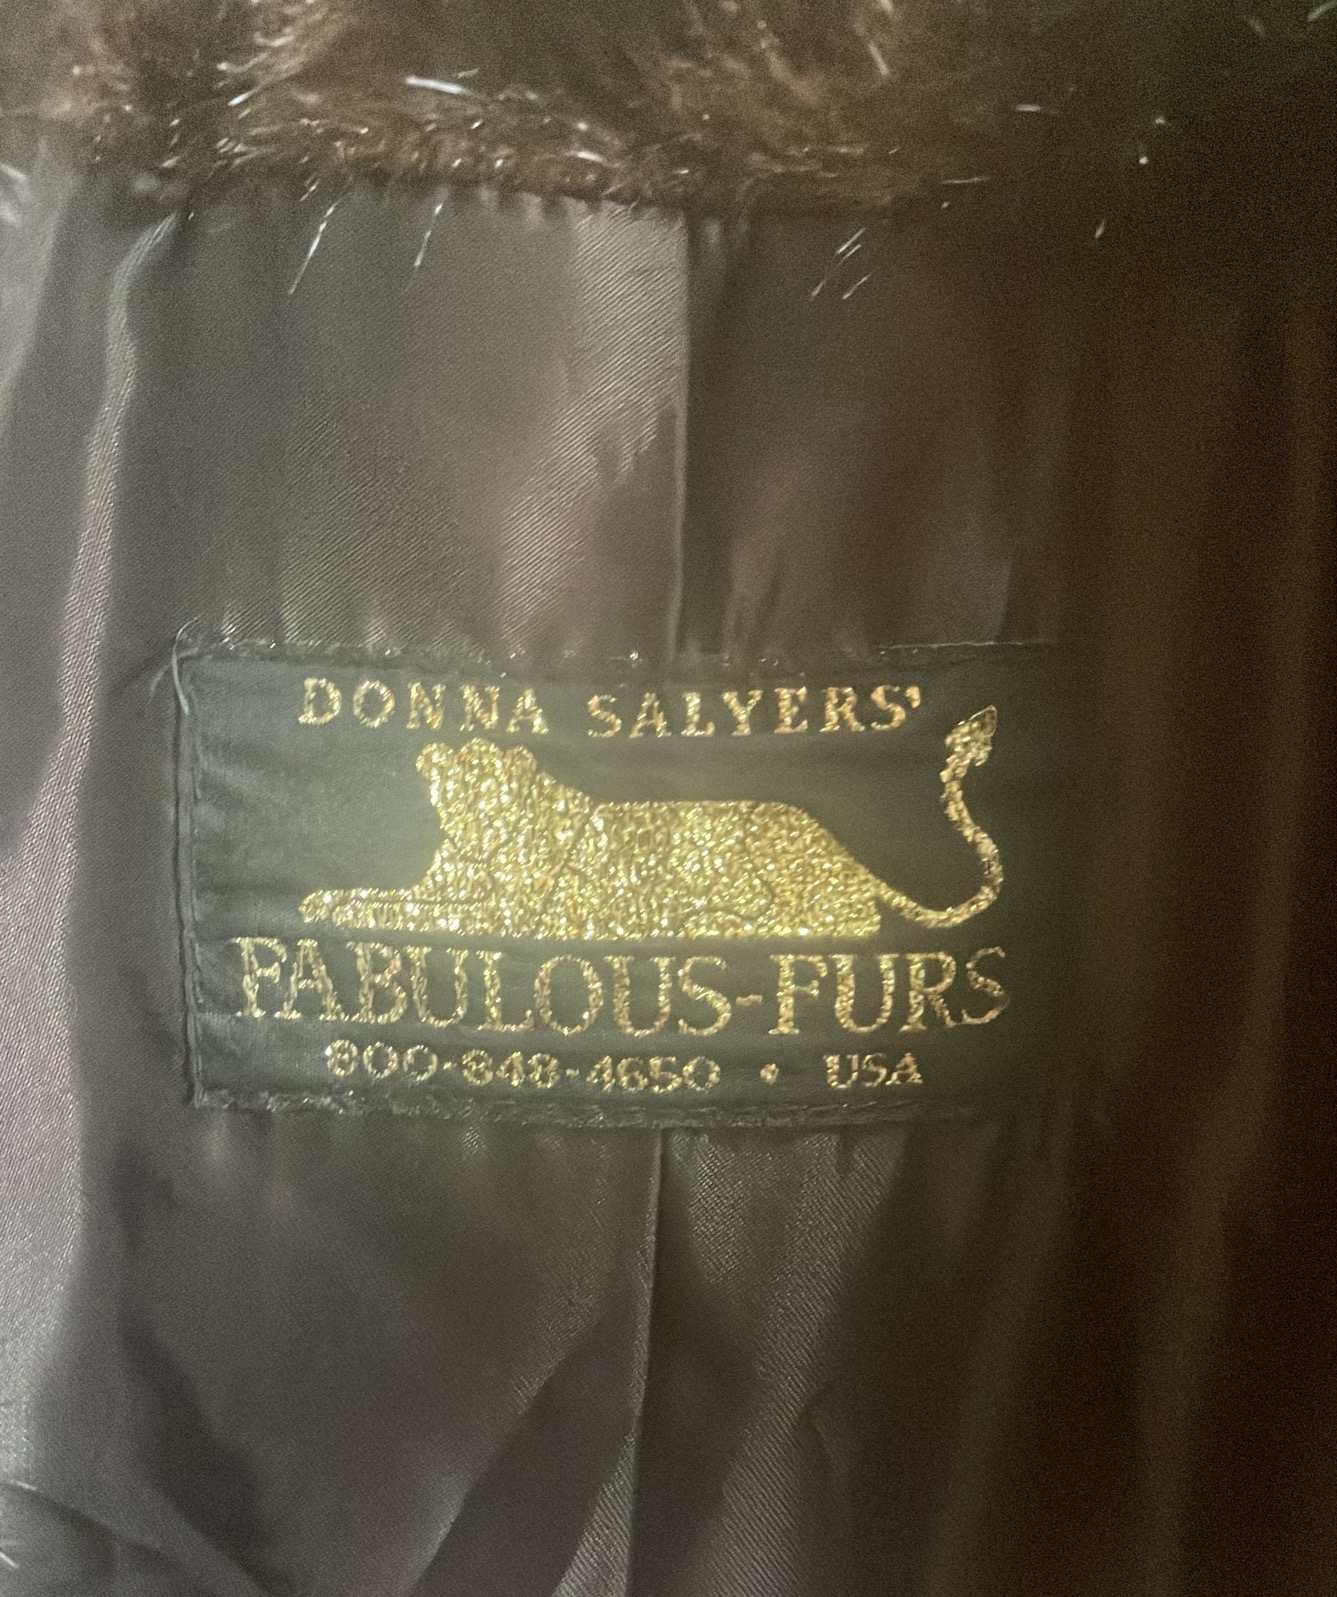 DONNA SALYERS'
FABULOUS-FURS
800-848-4650 • USA